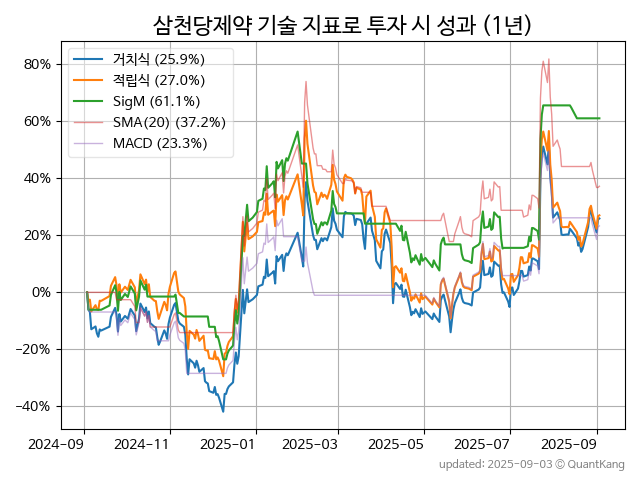 삼천당제약 기술 지표로 투자 시 성과 (1년)
거치식 (25.9%)
적립식 (27.0%)
SigM (61.1%)
SMA(20) (37.2%)
MACD (23.3%)
80%
60%
40%
20%
0%
−20%
−40%
2024-09
2024-11
2025-01
2025-03
2025-05
2025-07
2025-09
updated: 2025-09-03 © QuantKang